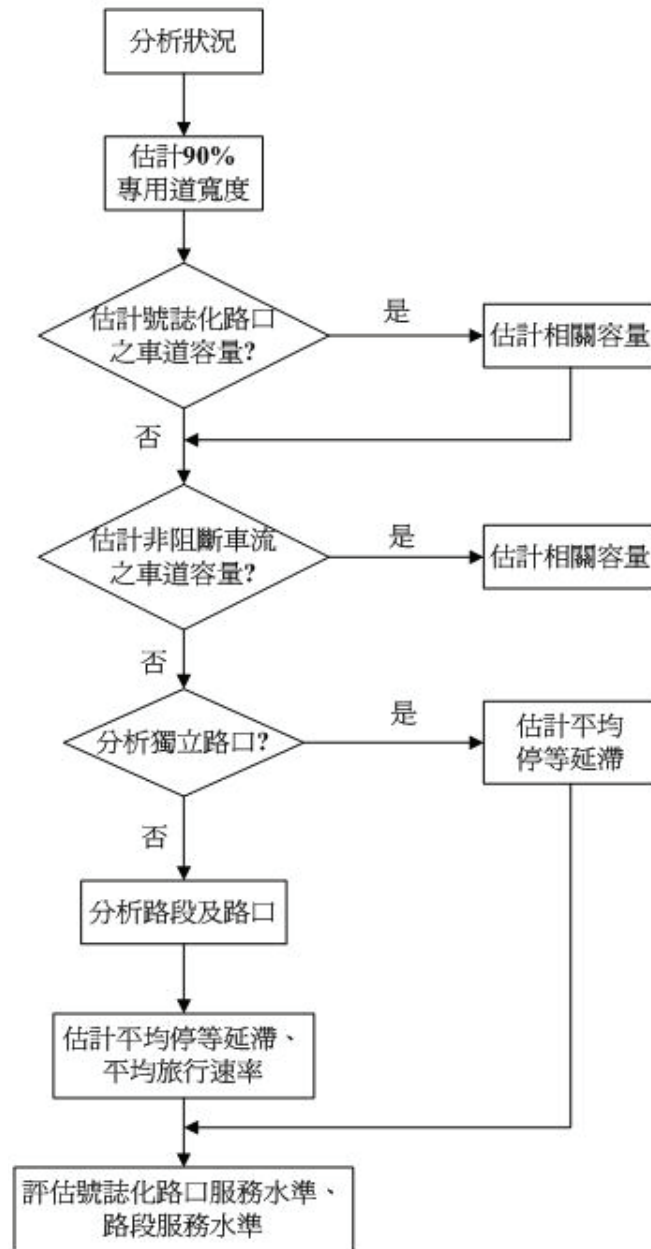 分析狀況
估計90%
專用道寬度
估計號誌化路口
之車道容量?
是
估計相關容量
否
估計非阻斷車流
之車道容量?
是
估計相關容量
否
分析獨立路口?
是
估計平均
停等延滯
否
分析路段及路口
估計平均停等延滯、
平均旅行速率
評估號誌化路口服務水準、
路段服務水準